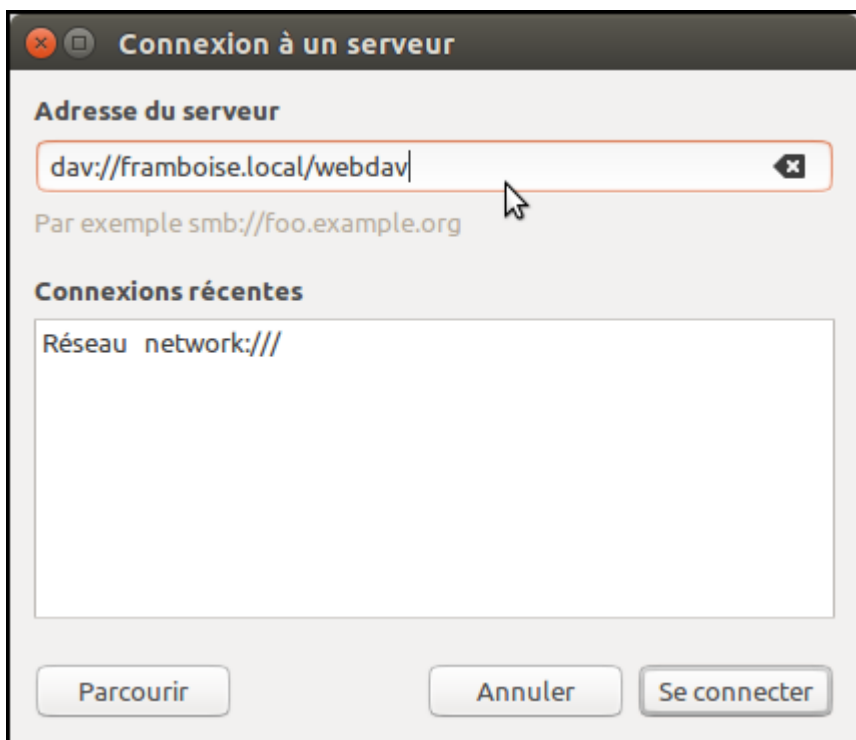 Connexion à un serveur
Adresse du serveur
dav://framboise.local/webdav
Par exemple smb://foo.example.org
Connexions récentes
Réseau network:///
Parcourir Annuler Se connecter